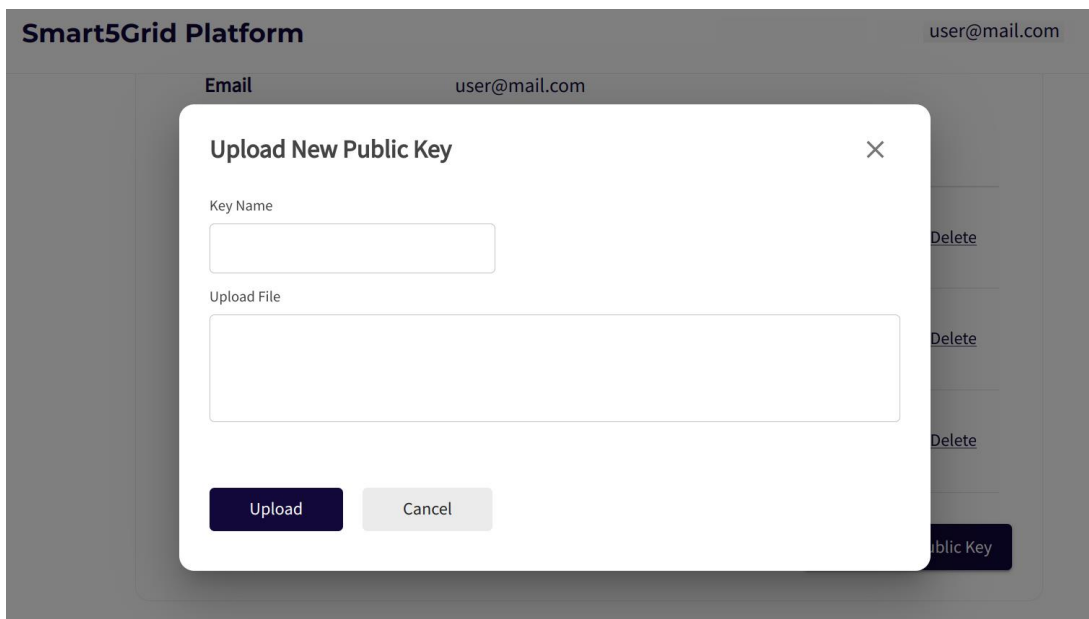 Smart5Grid Platform
user@mail.com
Email user@mail.com
Upload New Public Key
Key Name
Delete
Upload File
Delete
Delete
Upload Cancel
Key